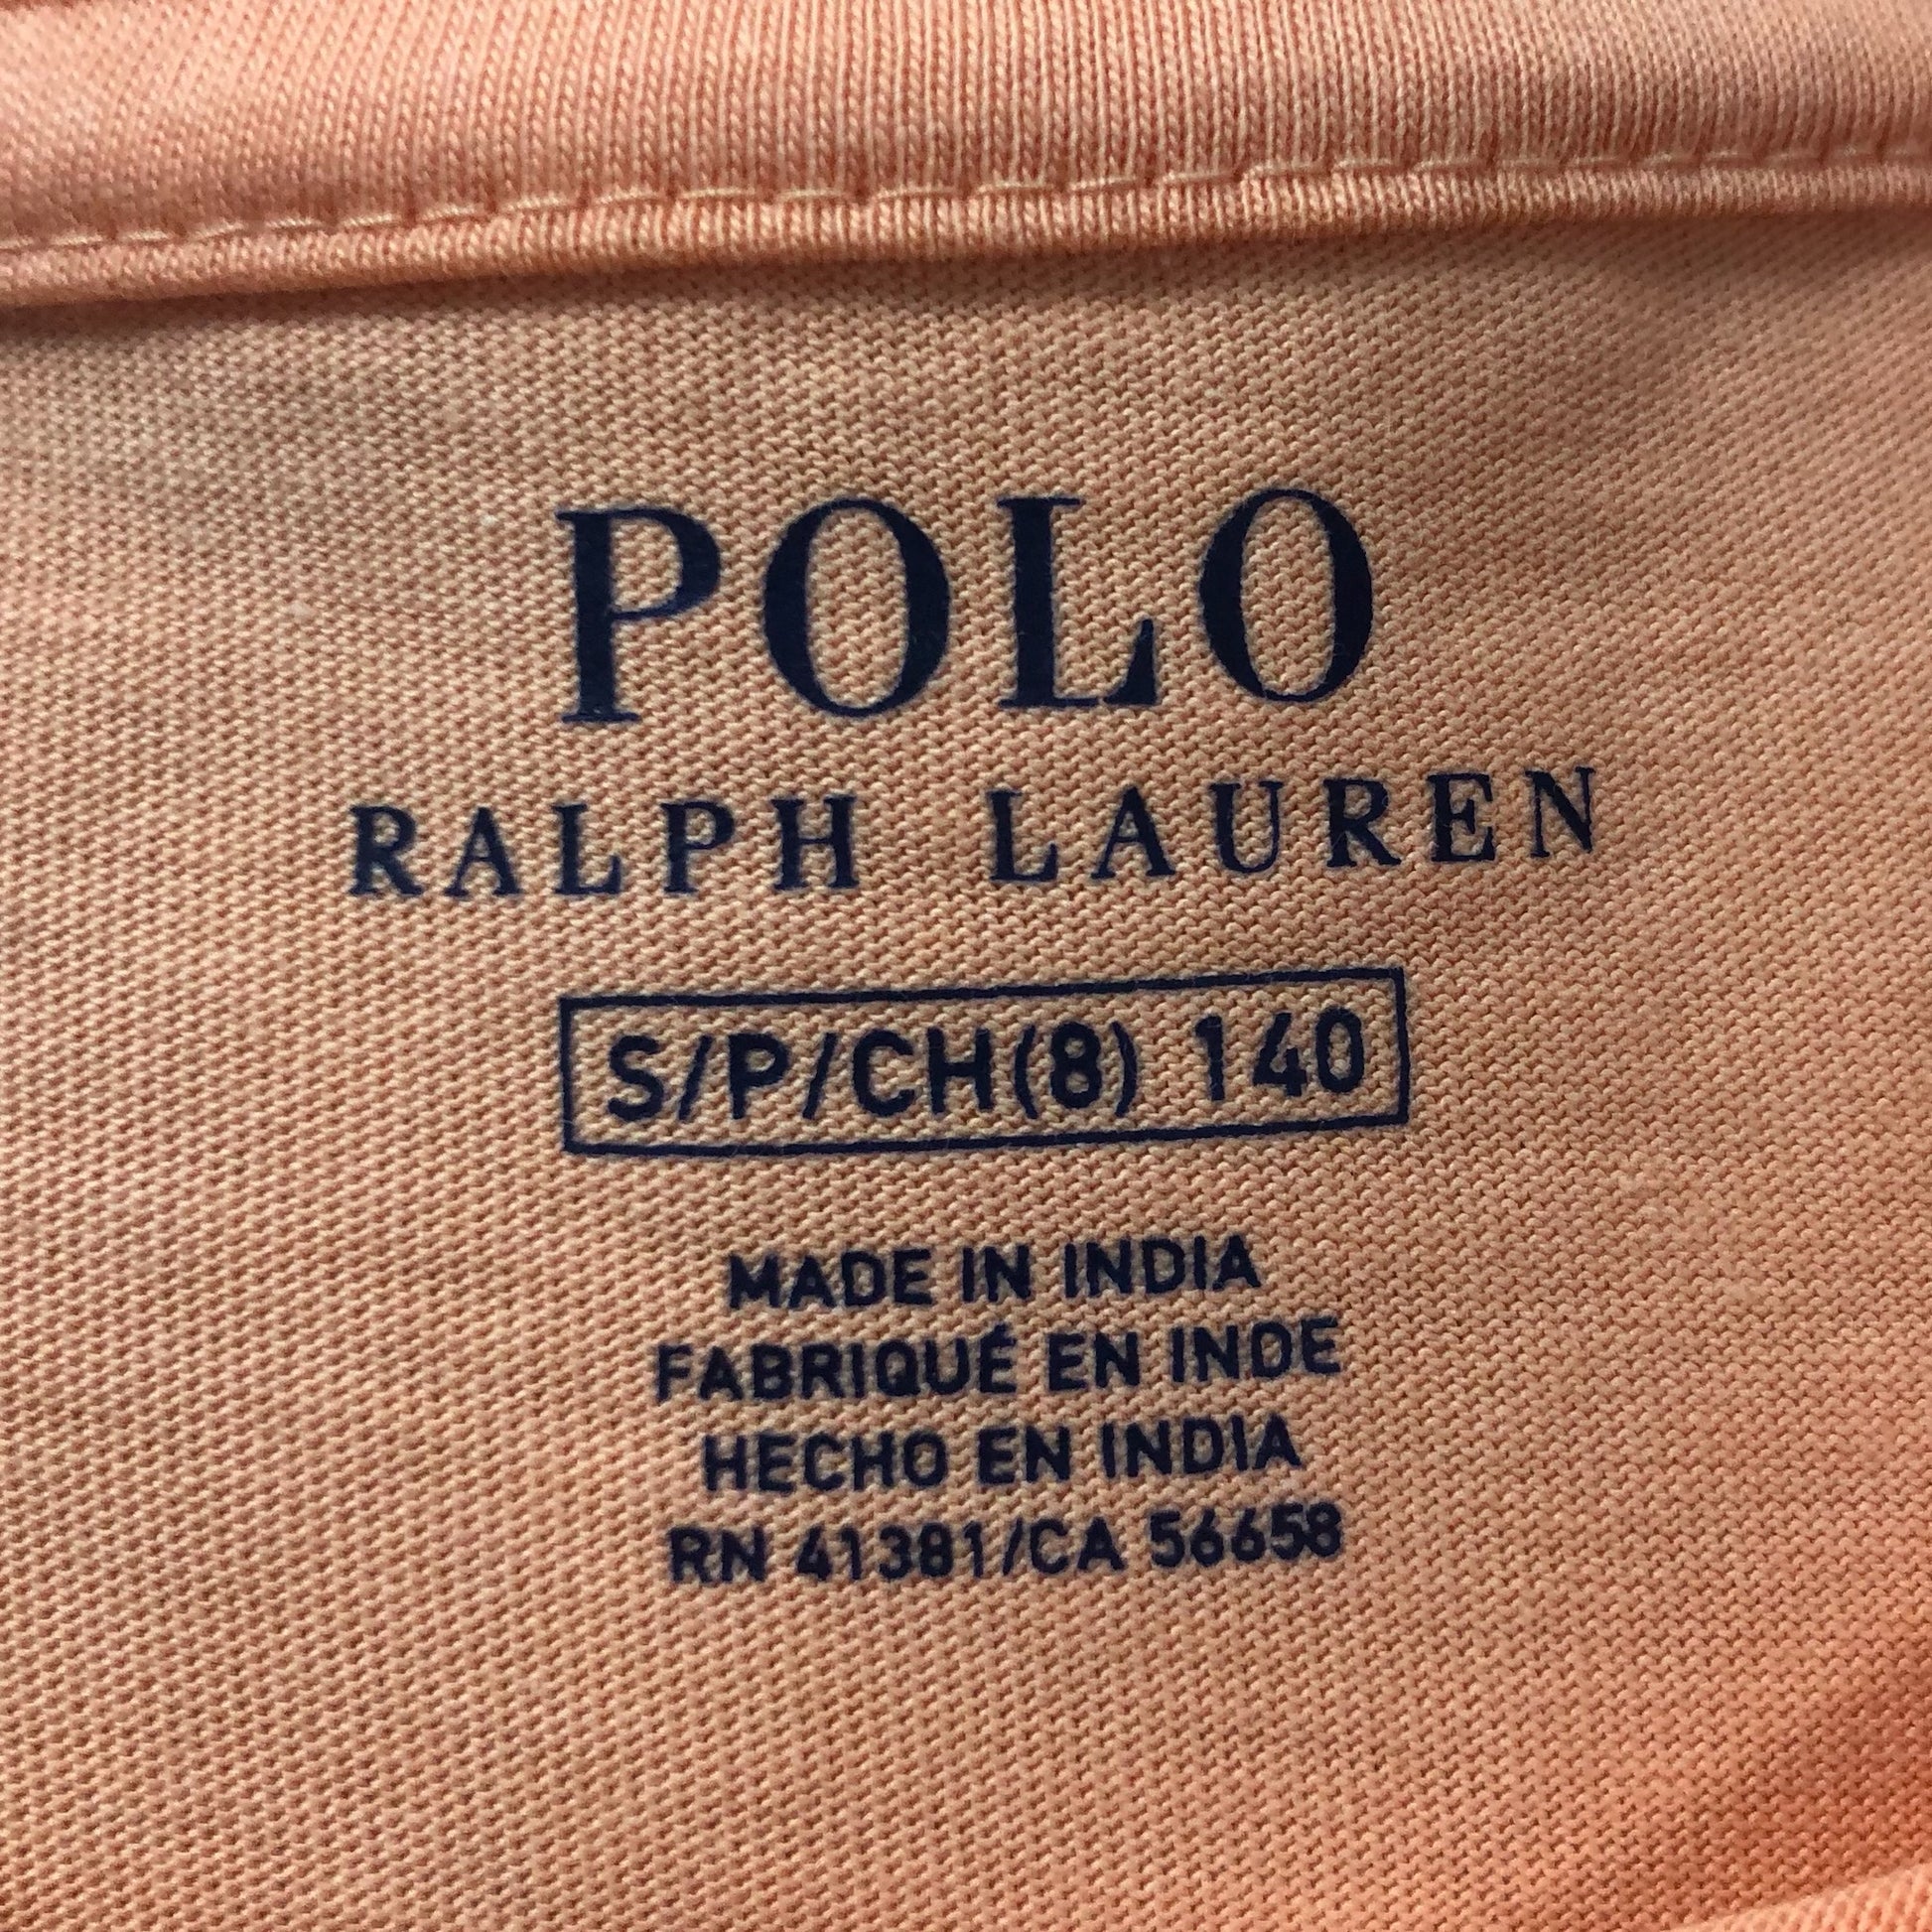 POLO
RALPH LAUREN
S/P/CH(8) 140
MADE IN INDIA
FABRIQUÉ EN INDE
HECHO EN INDIA
RN 41381/CA 56658